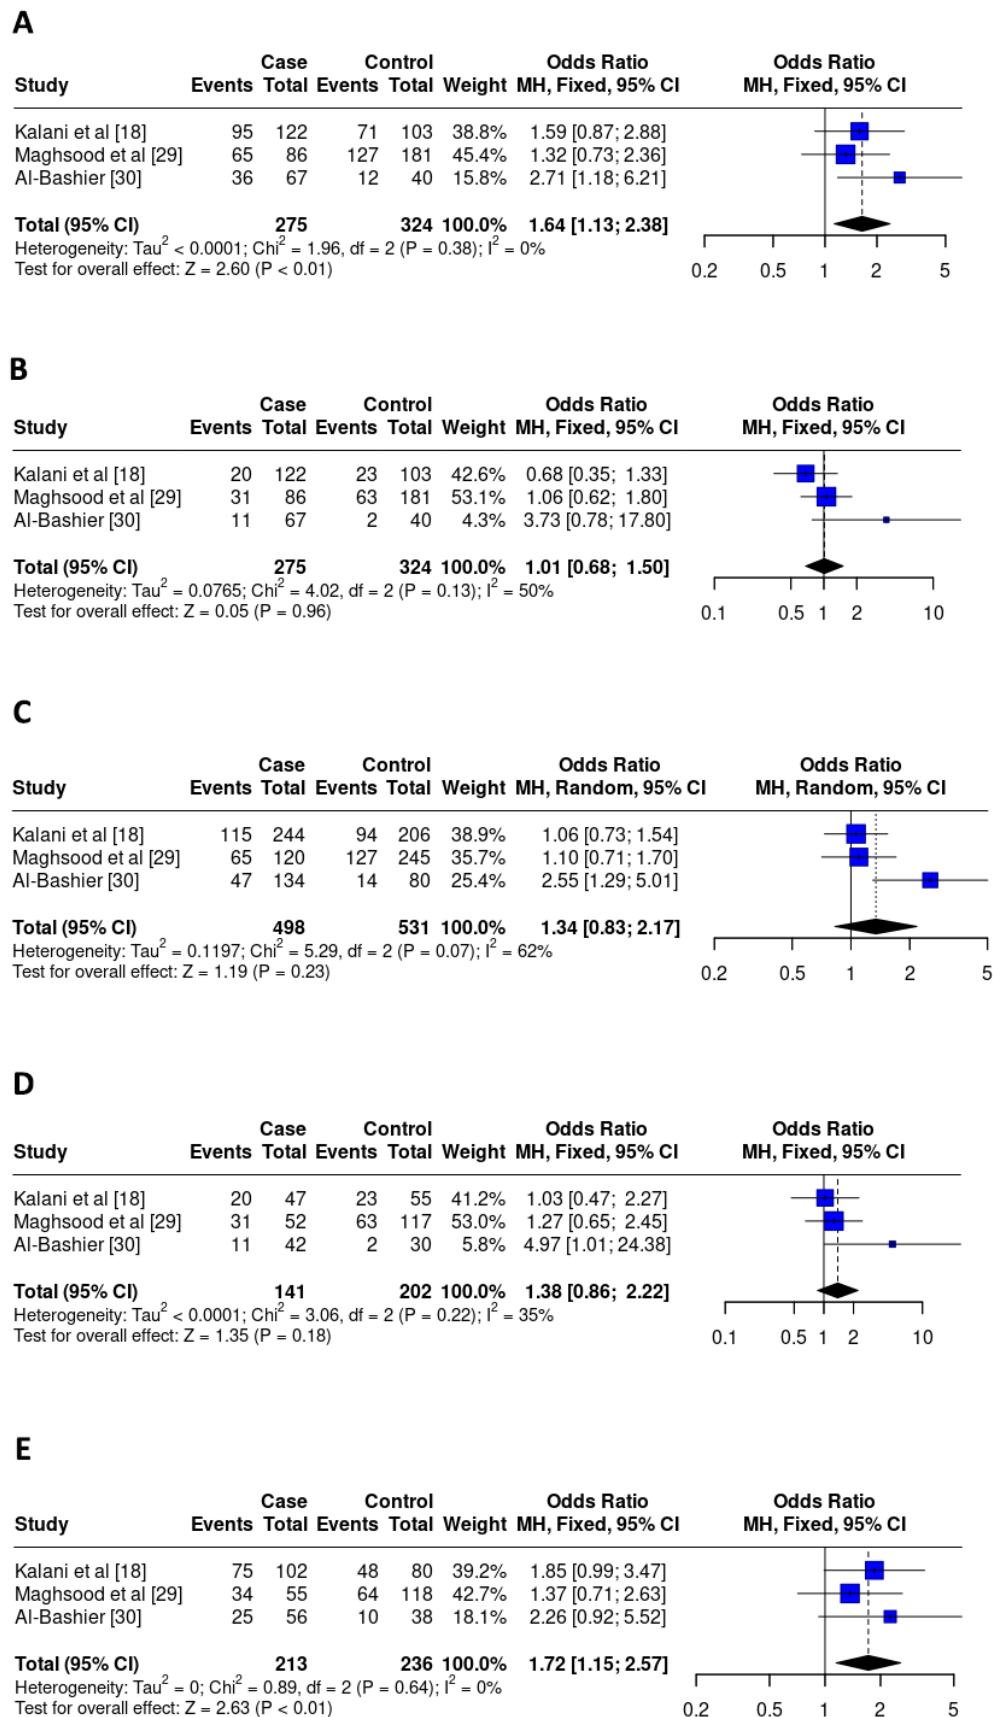 A
Case Control Odds Ratio Odds Ratio
Study Events Total Events Total Weight MH, Fixed, 95% CI MH, Fixed, 95% CI
Kalani et al [18] 95 122 71 103 38.8% 1.59 [0.87; 2.88]
Maghsood et al [29] 65 86 127 181 45.4% 1.32 [0.73; 2.36]
Al-Bashier [30] 36 67 12 40 15.8% 2.71 [1.18; 6.21]
Total (95% CI) 275 324 100.0% 1.64 [1.13; 2.38]
Heterogeneity: Tau² < 0.0001; Chi² = 1.96, df = 2 (P = 0.38); I² = 0%
Test for overall effect: Z = 2.60 (P < 0.01)
0.2 0.5 1 2 5
B
Case Control Odds Ratio Odds Ratio
Study Events Total Events Total Weight MH, Fixed, 95% CI MH, Fixed, 95% CI
Kalani et al [18] 20 122 23 103 42.6% 0.68 [0.35; 1.33]
Maghsood et al [29] 31 86 63 181 53.1% 1.06 [0.62; 1.80]
Al-Bashier [30] 11 67 2 40 4.3% 3.73 [0.78; 17.80]
Total (95% CI) 275 324 100.0% 1.01 [0.68; 1.50]
Heterogeneity: Tau² = 0.0765; Chi² = 4.02, df = 2 (P = 0.13); I² = 50%
Test for overall effect: Z = 0.05 (P = 0.96)
0.1 0.5 1 2 10
C
Case Control Odds Ratio Odds Ratio
Study Events Total Events Total Weight MH, Random, 95% CI MH, Random, 95% CI
Kalani et al [18] 115 244 94 206 38.9% 1.06 [0.73; 1.54]
Maghsood et al [29] 65 120 127 245 35.7% 1.10 [0.71; 1.70]
Al-Bashier [30] 47 134 14 80 25.4% 2.55 [1.29; 5.01]
Total (95% CI) 498 531 100.0% 1.34 [0.83; 2.17]
Heterogeneity: Tau² = 0.1197; Chi² = 5.29, df = 2 (P = 0.07); I² = 62%
Test for overall effect: Z = 1.19 (P = 0.23)
0.2 0.5 1 2 5
D
Case Control Odds Ratio Odds Ratio
Study Events Total Events Total Weight MH, Fixed, 95% CI MH, Fixed, 95% CI
Kalani et al [18] 20 47 23 55 41.2% 1.03 [0.47; 2.27]
Maghsood et al [29] 31 52 63 117 53.0% 1.27 [0.65; 2.45]
Al-Bashier [30] 11 42 2 30 5.8% 4.97 [1.01; 24.38]
Total (95% CI) 141 202 100.0% 1.38 [0.86; 2.22]
Heterogeneity: Tau² < 0.0001; Chi² = 3.06, df = 2 (P = 0.22); I² = 35%
Test for overall effect: Z = 1.35 (P = 0.18)
0.1 0.5 1 2 10
E
Case Control Odds Ratio Odds Ratio
Study Events Total Events Total Weight MH, Fixed, 95% CI MH, Fixed, 95% CI
Kalani et al [18] 75 102 48 80 39.2% 1.85 [0.99; 3.47]
Maghsood et al [29] 34 55 64 118 42.7% 1.37 [0.71; 2.63]
Al-Bashier [30] 25 56 10 38 18.1% 2.26 [0.92; 5.52]
Total (95% CI) 213 236 100.0% 1.72 [1.15; 2.57]
Heterogeneity: Tau² = 0; Chi² = 0.89, df = 2 (P = 0.64); I² = 0%
Test for overall effect: Z = 2.63 (P < 0.01)
0.2 0.5 1 2 5